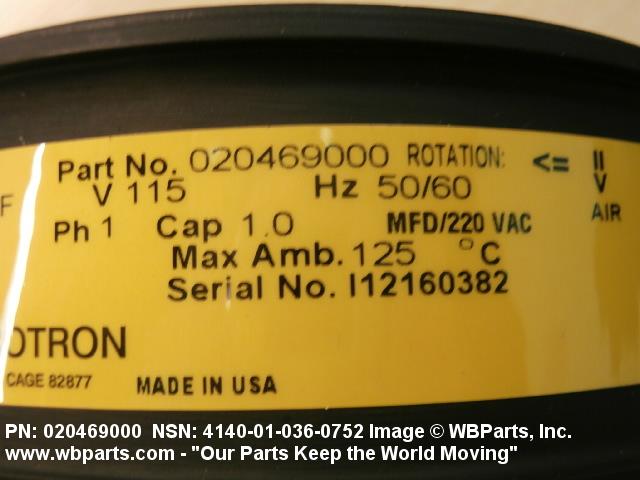 Part No. 020469000 ROTATION: <= ||
V 115 Hz 50/60 V
F
Ph 1 Cap 1.0 MFD/220 VAC AIR
Max Amb. 125 °C
Serial No. I12160382
OTRON
CAGE 82877 MADE IN USA
PN: 020469000 NSN: 4140-01-036-0752 Image © WBParts, Inc.
www.wbparts.com - "Our Parts Keep the World Moving"